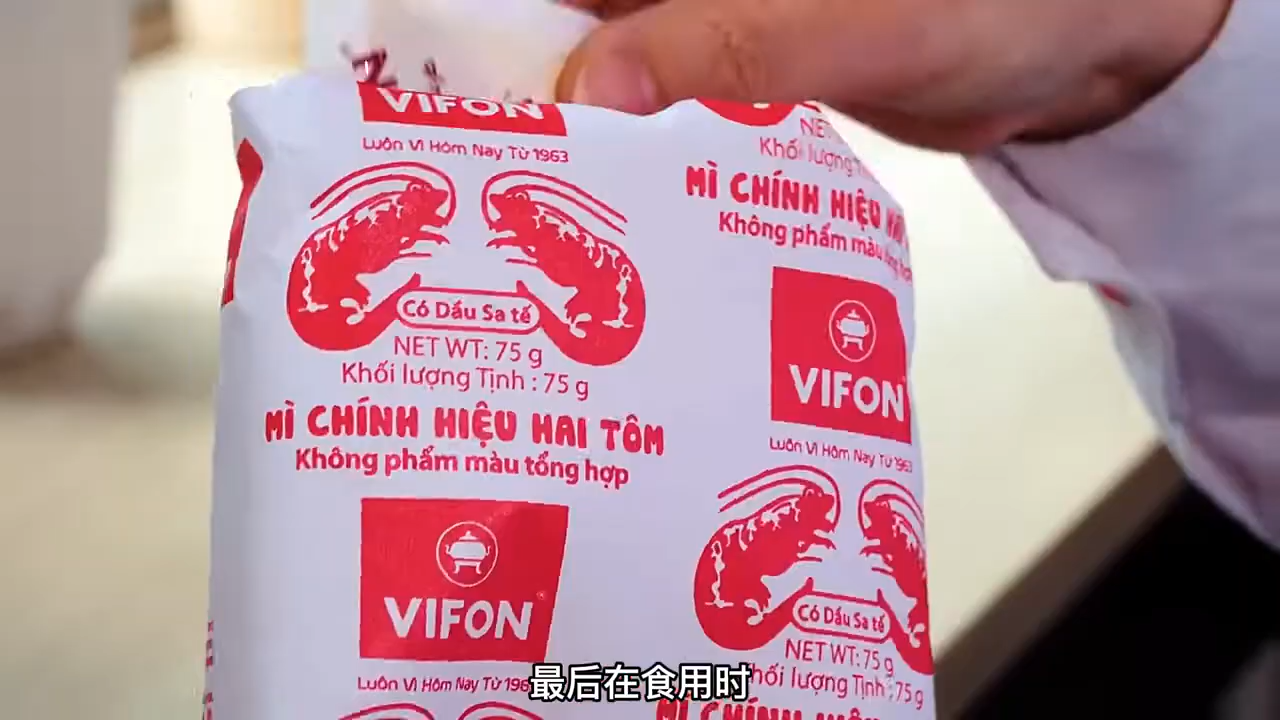 VIFON
Luôn Vì Hôm Nay Từ 1963
Có Dầu Sa tế
NET WT: 75 g
Khối lượng Tịnh : 75 g
MÌ CHÍNH HIỆU HAI TÔM
Không phẩm màu tổng hợp
VIFON
Luôn Vì Hôm Nay Từ
Khối lượng
MÌ CHÍNH HIỆU
Không phẩm màu
VIFON
Luôn Vì Hôm Nay Từ 1963
Có Dầu Sa tế
NET WT: 75 g
Khối lượng Tịnh : 75 g
MÌ CHÍNH HIỆU
最后在食用时